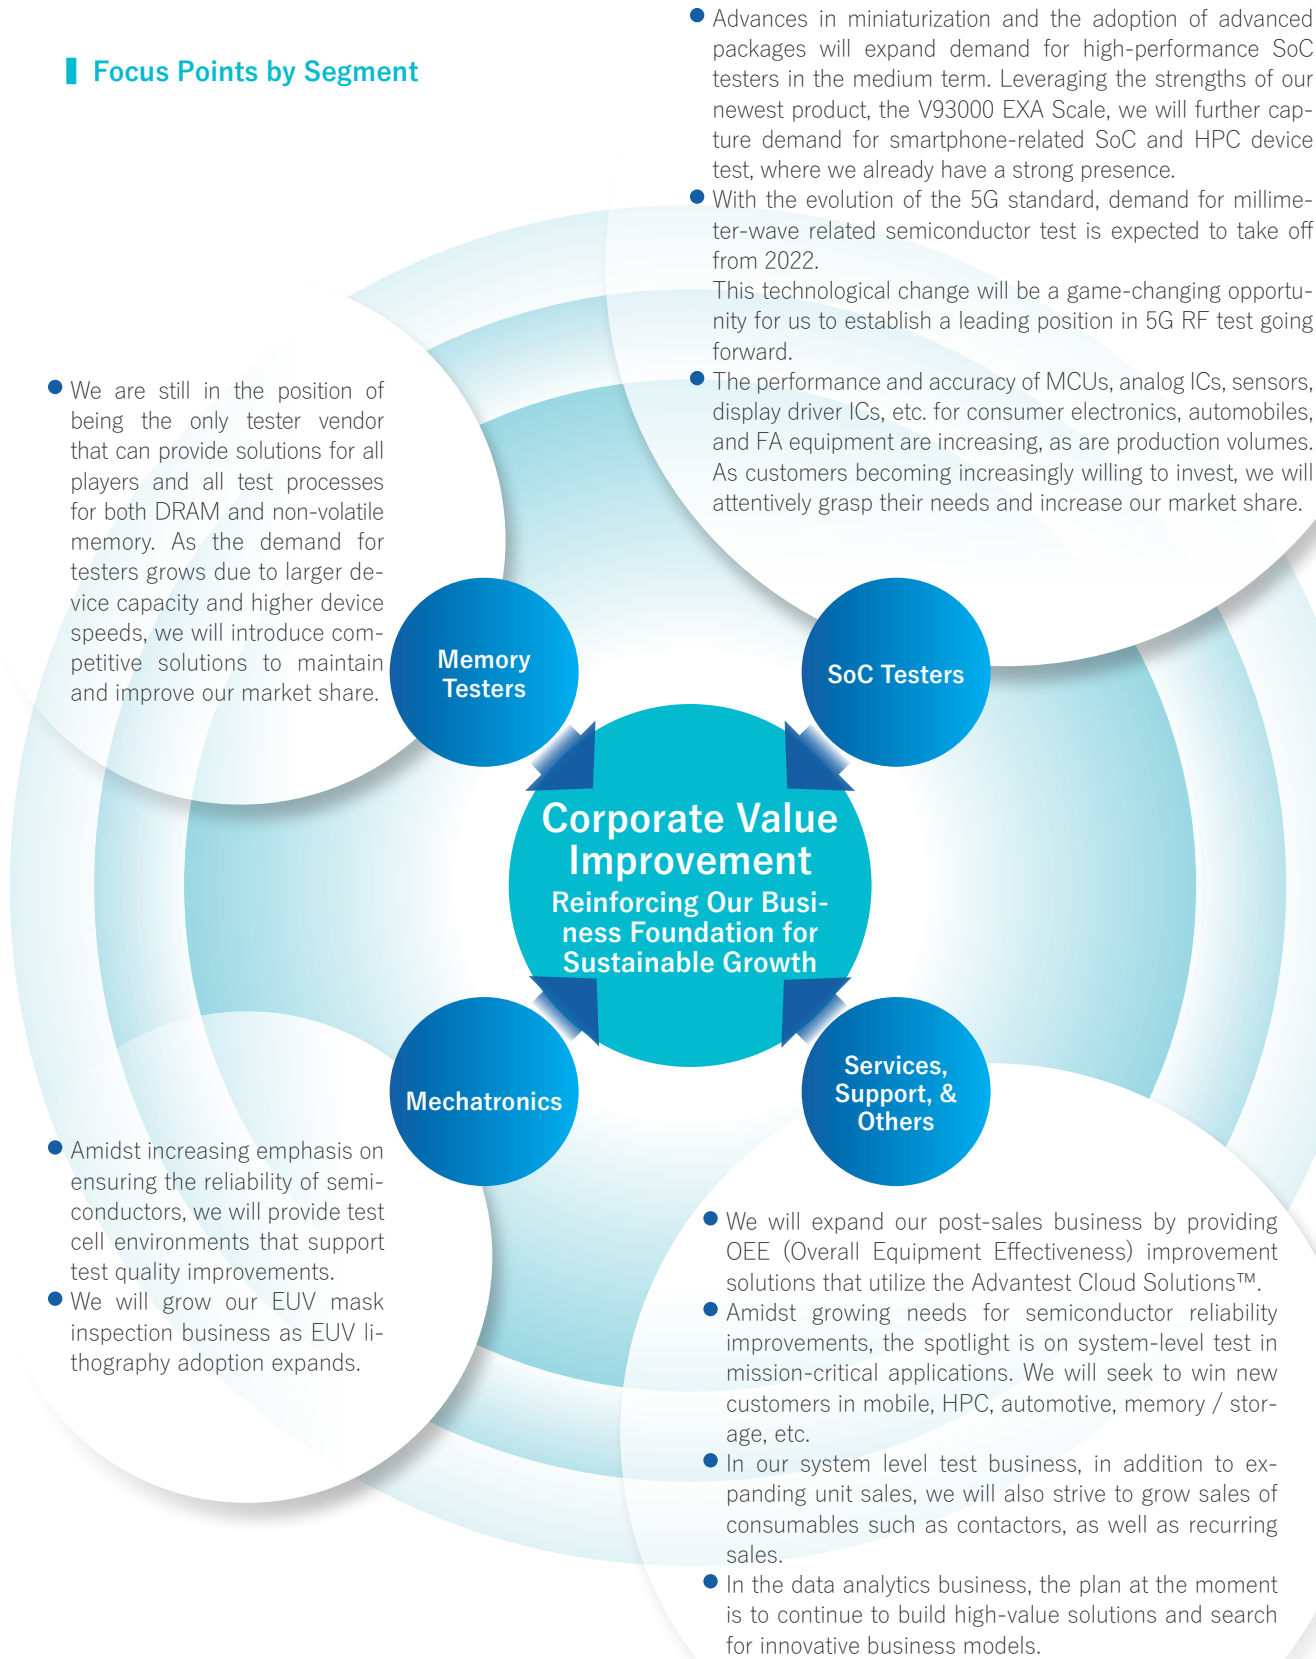 Focus Points by Segment
Advances in miniaturization and the adoption of advanced
packages will expand demand for high-performance SoC
testers in the medium term. Leveraging the strengths of our
newest product, the V93000 EXA Scale, we will further cap-
ture demand for smartphone-related SoC and HPC device
test, where we already have a strong presence.
With the evolution of the 5G standard, demand for millime-
ter-wave related semiconductor test is expected to take off
from 2022.
This technological change will be a game-changing opportu-
nity for us to establish a leading position in 5G RF test going
forward.
The performance and accuracy of MCUs, analog ICs, sensors,
display driver ICs, etc. for consumer electronics, automobiles,
and FA equipment are increasing, as are production volumes.
As customers becoming increasingly willing to invest, we will
attentively grasp their needs and increase our market share.
We are still in the position of
being the only tester vendor
that can provide solutions for all
players and all test processes
for both DRAM and non-volatile
memory. As the demand for
testers grows due to larger de-
vice capacity and higher device
speeds, we will introduce com-
petitive solutions to maintain
and improve our market share.
Memory
Testers
SoC Testers
Corporate Value
Improvement
Reinforcing Our Busi-
ness Foundation for
Sustainable Growth
Mechatronics
Services,
Support, &
Others
Amidst increasing emphasis on
ensuring the reliability of semi-
conductors, we will provide test
cell environments that support
test quality improvements.
We will grow our EUV mask
inspection business as EUV li-
thography adoption expands.
We will expand our post-sales business by providing
OEE (Overall Equipment Effectiveness) improvement
solutions that utilize the Advantest Cloud Solutions™.
Amidst growing needs for semiconductor reliability
improvements, the spotlight is on system-level test in
mission-critical applications. We will seek to win new
customers in mobile, HPC, automotive, memory / stor-
age, etc.
In our system level test business, in addition to ex-
panding unit sales, we will also strive to grow sales of
consumables such as contactors, as well as recurring
sales.
In the data analytics business, the plan at the moment
is to continue to build high-value solutions and search
for innovative business models.